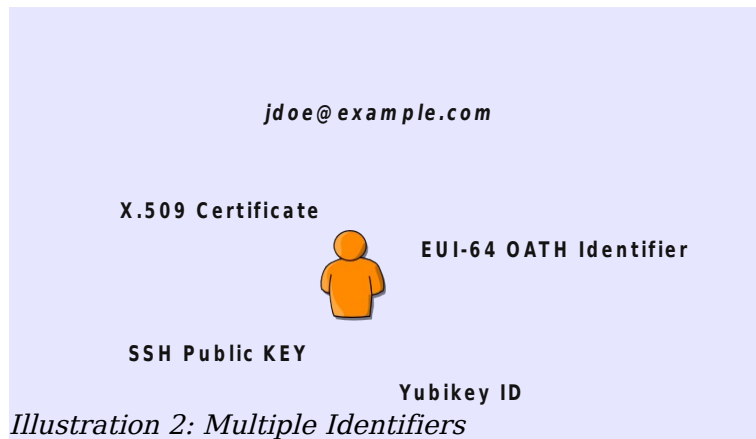 jdoe@example.com
X.509 Certificate
EUI-64 OATH Identifier
SSH Public KEY
Yubikey ID
Illustration 2: Multiple Identifiers